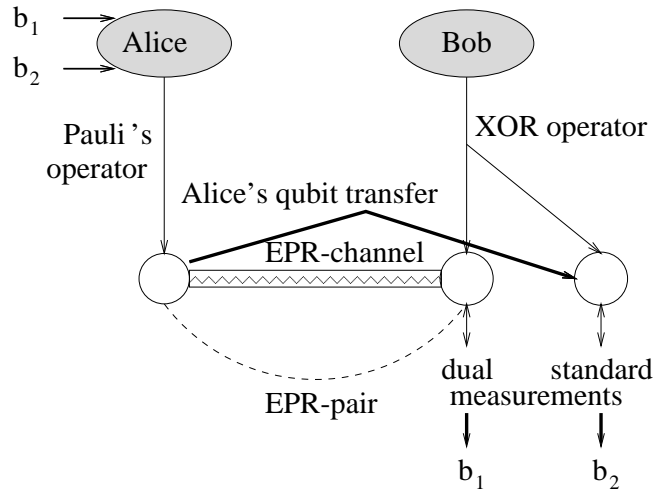 b1
b2
Alice
Bob
Pauli's
operator
XOR operator
Alice's qubit transfer
EPR-channel
EPR-pair
dual standard
measurements
b1 b2